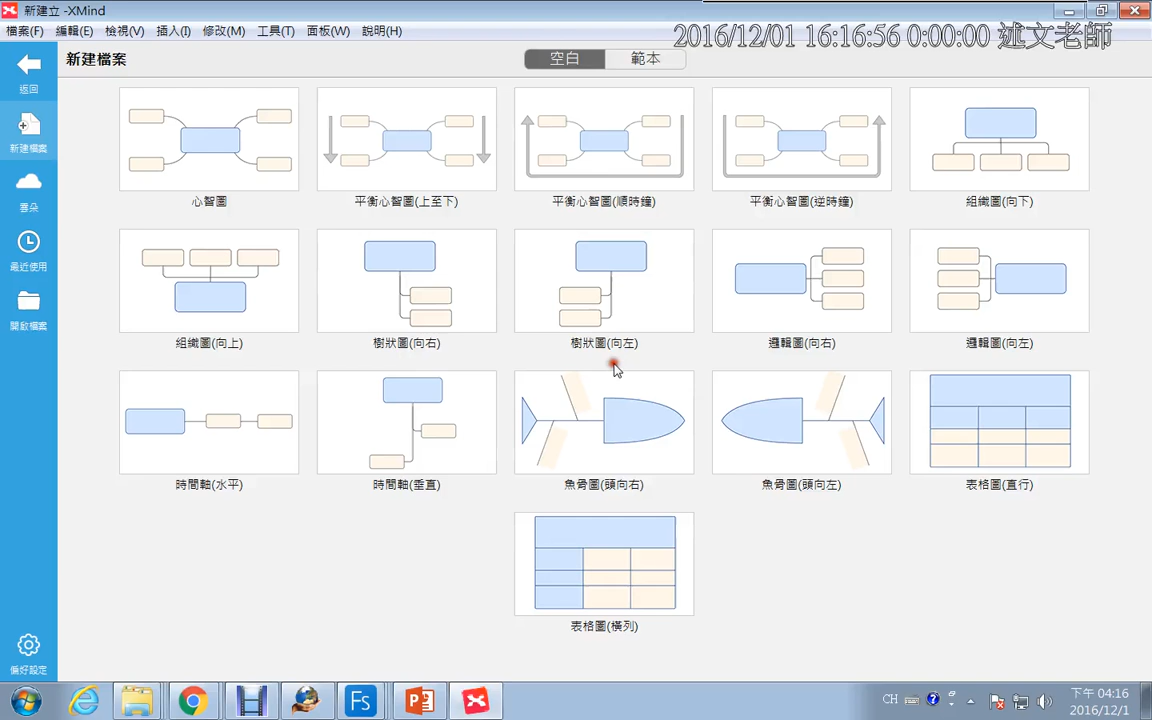 新建立 -XMind
檔案(F) 編輯(E) 檢視(V) 插入(I) 修改(M) 工具(T) 面板(W) 說明(H)
2016/12/01 16:16:56 0:00:00 述文老師
返回
新建檔案
空白
範本
新建檔案
雲朵
最近使用
開啟檔案
偏好設定
心智圖
平衡心智圖(上至下)
平衡心智圖(順時鐘)
平衡心智圖(逆時鐘)
組織圖(向下)
組織圖(向上)
樹狀圖(向右)
樹狀圖(向左)
邏輯圖(向右)
邏輯圖(向左)
時間軸(水平)
時間軸(垂直)
魚骨圖(頭向右)
魚骨圖(頭向左)
表格圖(直行)
表格圖(橫列)
Fs
CH
下午 04:16
2016/12/1